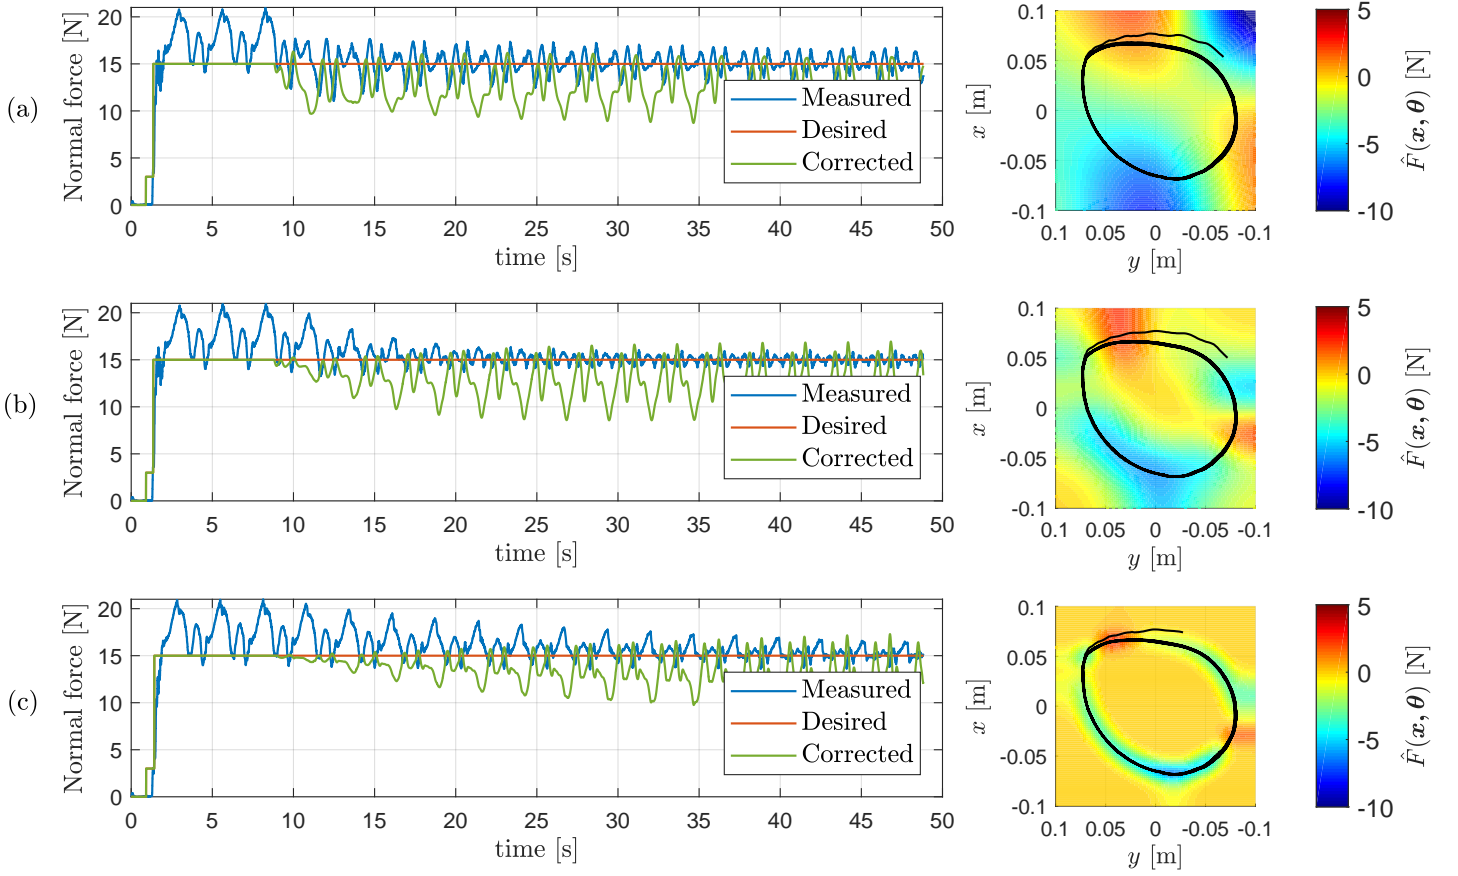 (a)
Normal force [N]
20
15
10
5
0
0 5 10 15 20 25 30 35 40 45 50
time [s]
Measured
Desired
Corrected
x [m]
0.1
0.05
0
-0.05
-0.1
0.1 0.05 0 -0.05 -0.1
y [m]
5
0
-5
-10
F̂(x, θ) [N]
(b)
Normal force [N]
20
15
10
5
0
0 5 10 15 20 25 30 35 40 45 50
time [s]
Measured
Desired
Corrected
x [m]
0.1
0.05
0
-0.05
-0.1
0.1 0.05 0 -0.05 -0.1
y [m]
5
0
-5
-10
F̂(x, θ) [N]
(c)
Normal force [N]
20
15
10
5
0
0 5 10 15 20 25 30 35 40 45 50
time [s]
Measured
Desired
Corrected
x [m]
0.1
0.05
0
-0.05
-0.1
0.1 0.05 0 -0.05 -0.1
y [m]
5
0
-5
-10
F̂(x, θ) [N]